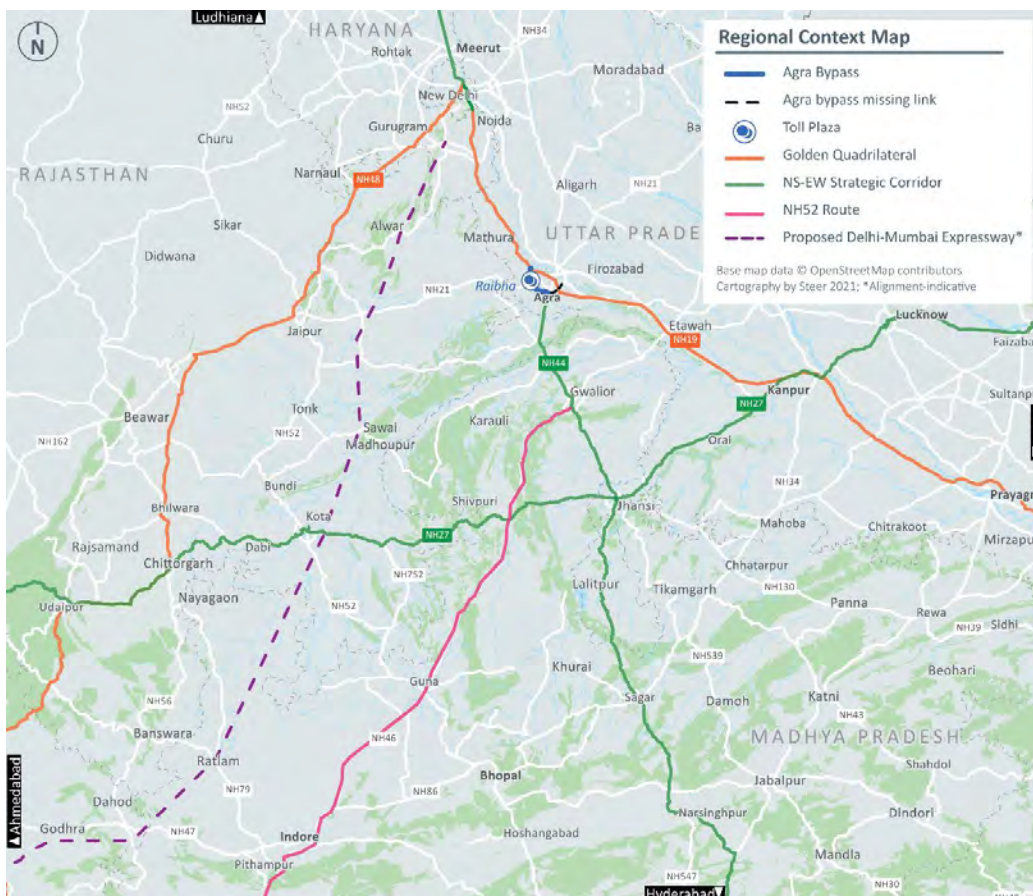 Ludhiana▲
N
HARYANA
Rohtak
Meerut
NH34
Moradabad
New Delhi
NH52
Gurugram
Noida
Ba
Churu
RAJASTHAN
Narnaul
NH48
Aligarh
NH21
Sikar
Alwar
Mathura
UTTAR PRADE
Didwana
Firozabad
Raibha
NH21
Agra
Jaipur
Etawah
Lucknow
NH19
Faizaba
NH44
Kanpur
Gwalior
NH27
Sultanp
Beawar
Tonk
Karauli
NH52
Sawai
Madhoupur
NH162
Orai
Bundi
Shivpuri
NH34
Prayagr
Bhilwara
Kota
Jhansi
Mahoba
Chitrakoot
Rajsamand
Dabi
NH27
Mirzapu
Chittorgarh
Chhatarpur
NH752
Lalitpur
Tikamgarh
NH130
Nayagaon
NH52
Panna
Rewa
Udaipur
NH39
Sidhi
NH539
Khurai
Beohari
Guna
Sagar
Damoh
Katni
NH56
NH43
Banswara
NH46
MADHYA PRADESH
Ratlam
Shahdol
Bhopal
Jabalpur
▲Ahmedabad
NH79
NH86
Dahod
Narsinghpur
Dindori
Godhra
NH47
Indore
Hoshangabad
Pithampur
Mandla
NH547
NH30
Hyderabad▼
Regional Context Map
Agra Bypass
Agra bypass missing link
Toll Plaza
Golden Quadrilateral
NS-EW Strategic Corridor
NH52 Route
Proposed Delhi-Mumbai Expressway*
Base map data © OpenStreetMap contributors
Cartography by Steer 2021; *Alignment-indicative